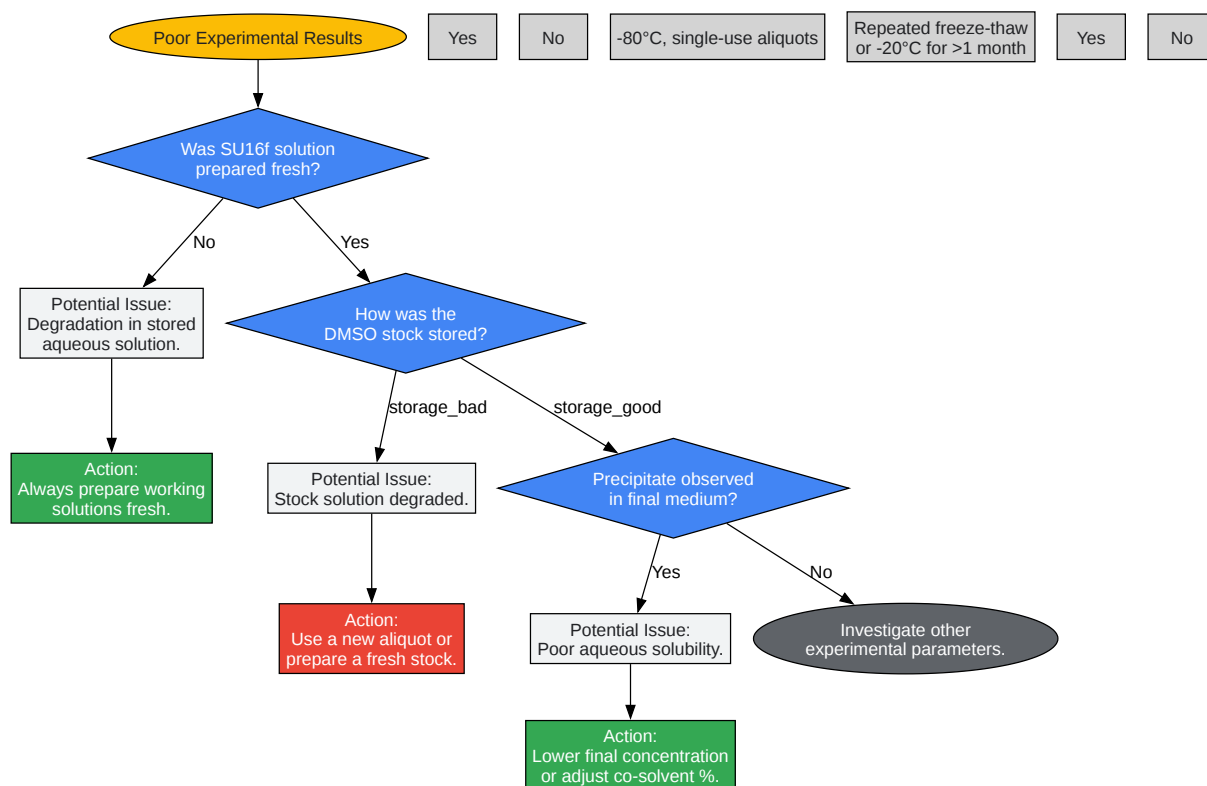 Poor Experimental Results
Yes
No
-80°C, single-use aliquots
Repeated freeze-thaw
or -20°C for >1 month
Yes
No
Was SU16f solution
prepared fresh?
No
Yes
Potential Issue:
Degradation in stored
aqueous solution.
How was the
DMSO stock stored?
storage_bad
storage_good
Action:
Always prepare working
solutions fresh.
Potential Issue:
Stock solution degraded.
Precipitate observed
in final medium?
Yes
No
Action:
Use a new aliquot or
prepare a fresh stock.
Potential Issue:
Poor aqueous solubility.
Investigate other
experimental parameters.
Action:
Lower final concentration
or adjust co-solvent %.